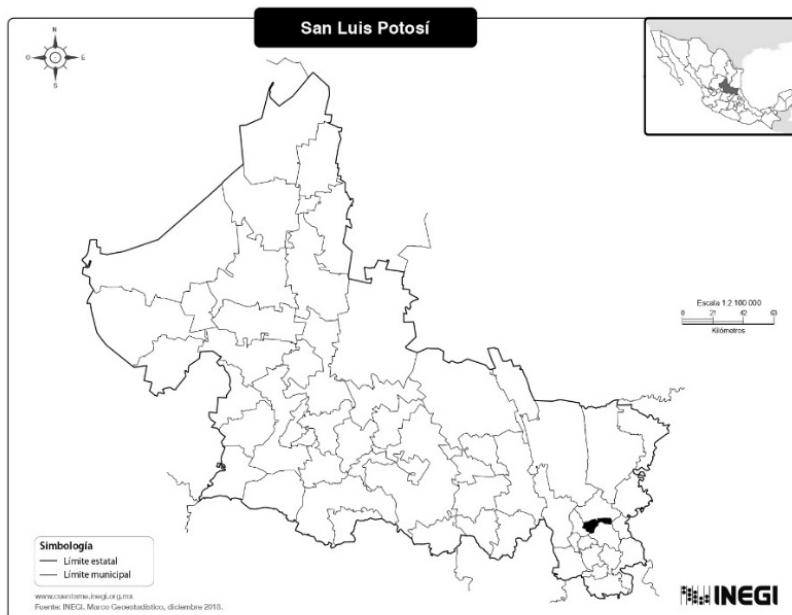 San Luis Potosí
N
O
E
S
Escala 1:2 100 000
0 21 42 63
Kilómetros
Simbología
Límite estatal
Límite municipal
www.cuentame.inegi.org.mx
Fuente: INEGI. Marco Geoestadístico, diciembre 2018.
INEGI